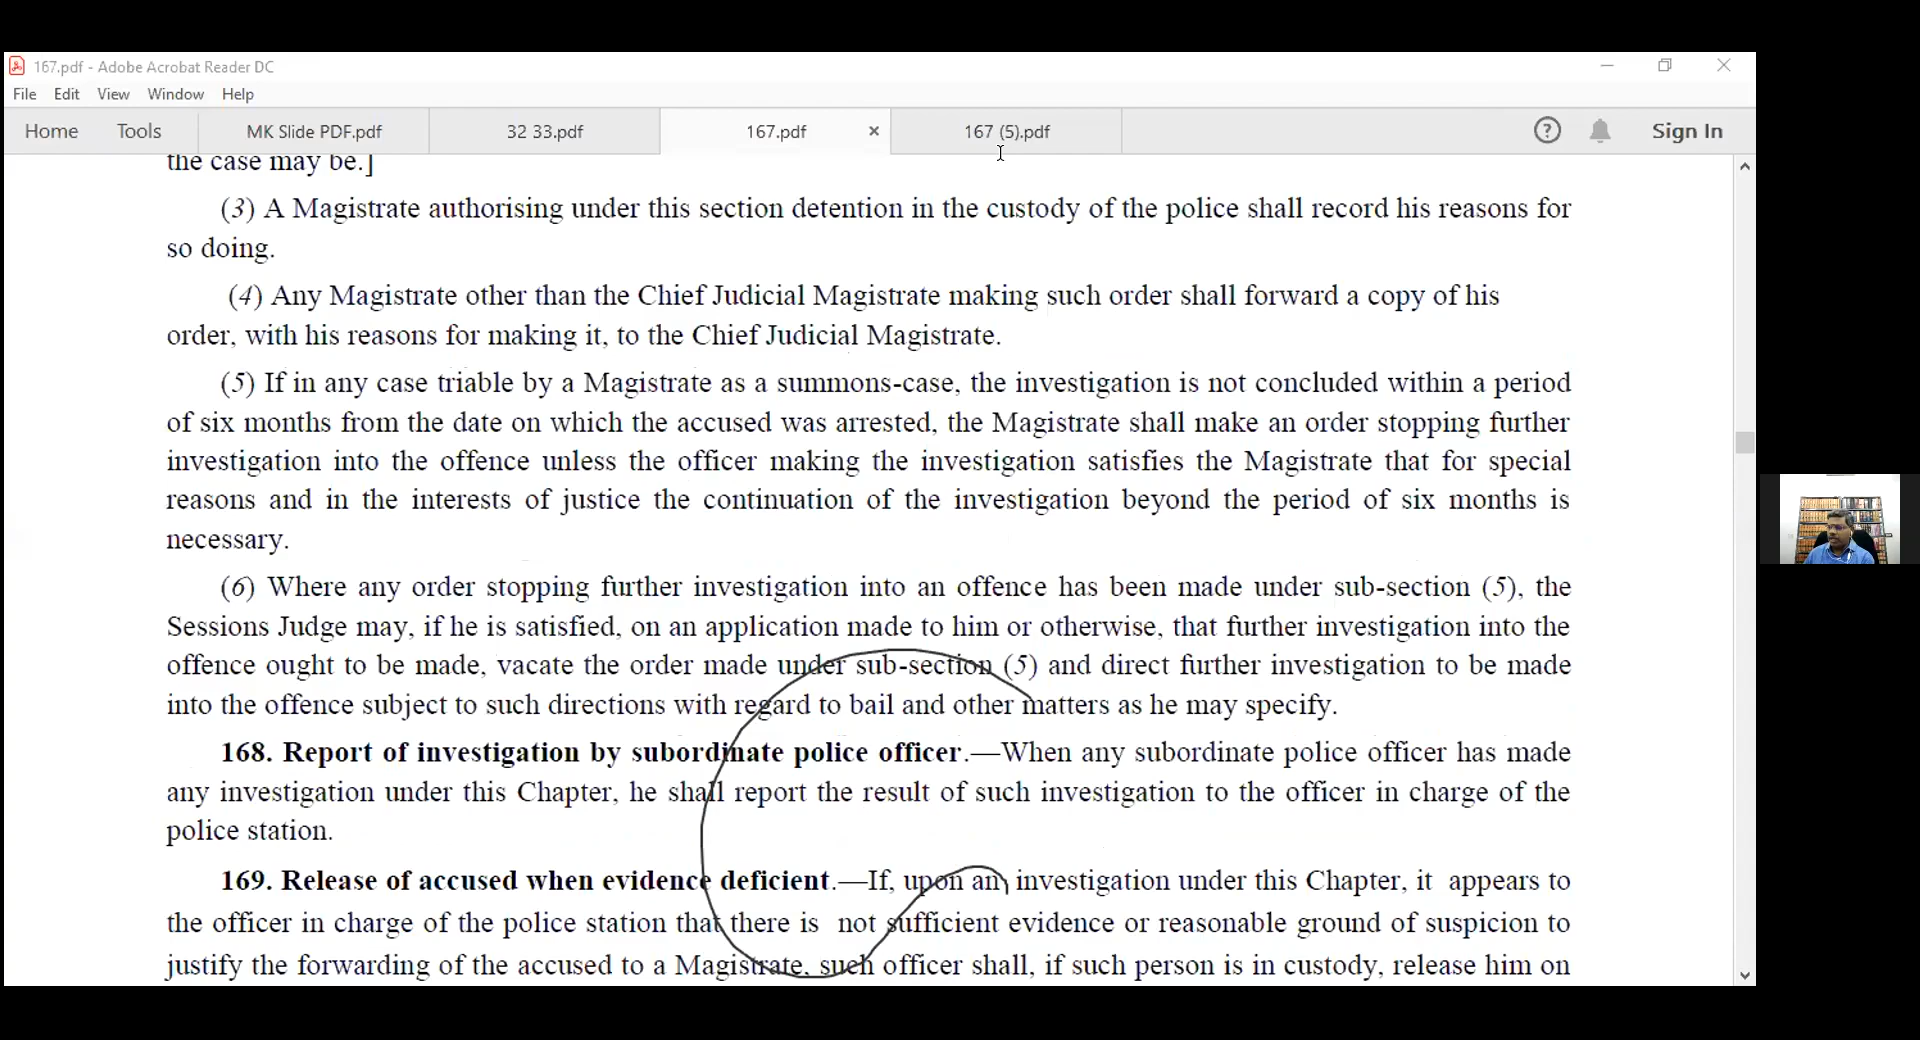 167.pdf - Adobe Acrobat Reader DC
File Edit View Window Help
Home Tools MK Slide PDF.pdf 32 33.pdf 167.pdf × 167 (5).pdf ? Sign In
the case may be.]
(3) A Magistrate authorising under this section detention in the custody of the police shall record his reasons for
so doing.
(4) Any Magistrate other than the Chief Judicial Magistrate making such order shall forward a copy of his
order, with his reasons for making it, to the Chief Judicial Magistrate.
(5) If in any case triable by a Magistrate as a summons-case, the investigation is not concluded within a period
of six months from the date on which the accused was arrested, the Magistrate shall make an order stopping further
investigation into the offence unless the officer making the investigation satisfies the Magistrate that for special
reasons and in the interests of justice the continuation of the investigation beyond the period of six months is
necessary.
(6) Where any order stopping further investigation into an offence has been made under sub-section (5), the
Sessions Judge may, if he is satisfied, on an application made to him or otherwise, that further investigation into the
offence ought to be made, vacate the order made under sub-section (5) and direct further investigation to be made
into the offence subject to such directions with regard to bail and other matters as he may specify.
168. Report of investigation by subordinate police officer.—When any subordinate police officer has made
any investigation under this Chapter, he shall report the result of such investigation to the officer in charge of the
police station.
169. Release of accused when evidence deficient.—If, upon an investigation under this Chapter, it appears to
the officer in charge of the police station that there is not sufficient evidence or reasonable ground of suspicion to
justify the forwarding of the accused to a Magistrate, such officer shall, if such person is in custody, release him on